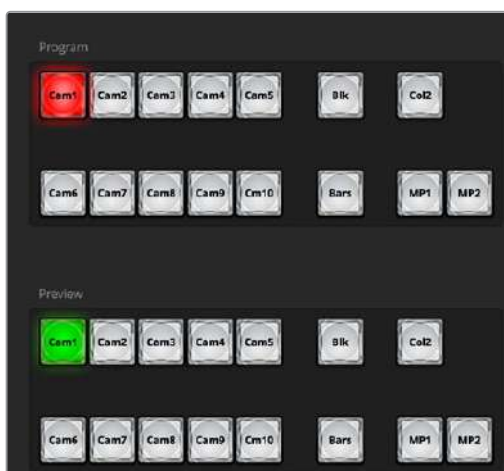 Program
Cam1 Cam2 Cam3 Cam4 Cam5 Blk Col2
Cam6 Cam7 Cam8 Cam9 Cm10 Bars MP1 MP2
Preview
Cam1 Cam2 Cam3 Cam4 Cam5 Blk Col2
Cam6 Cam7 Cam8 Cam9 Cm10 Bars MP1 MP2